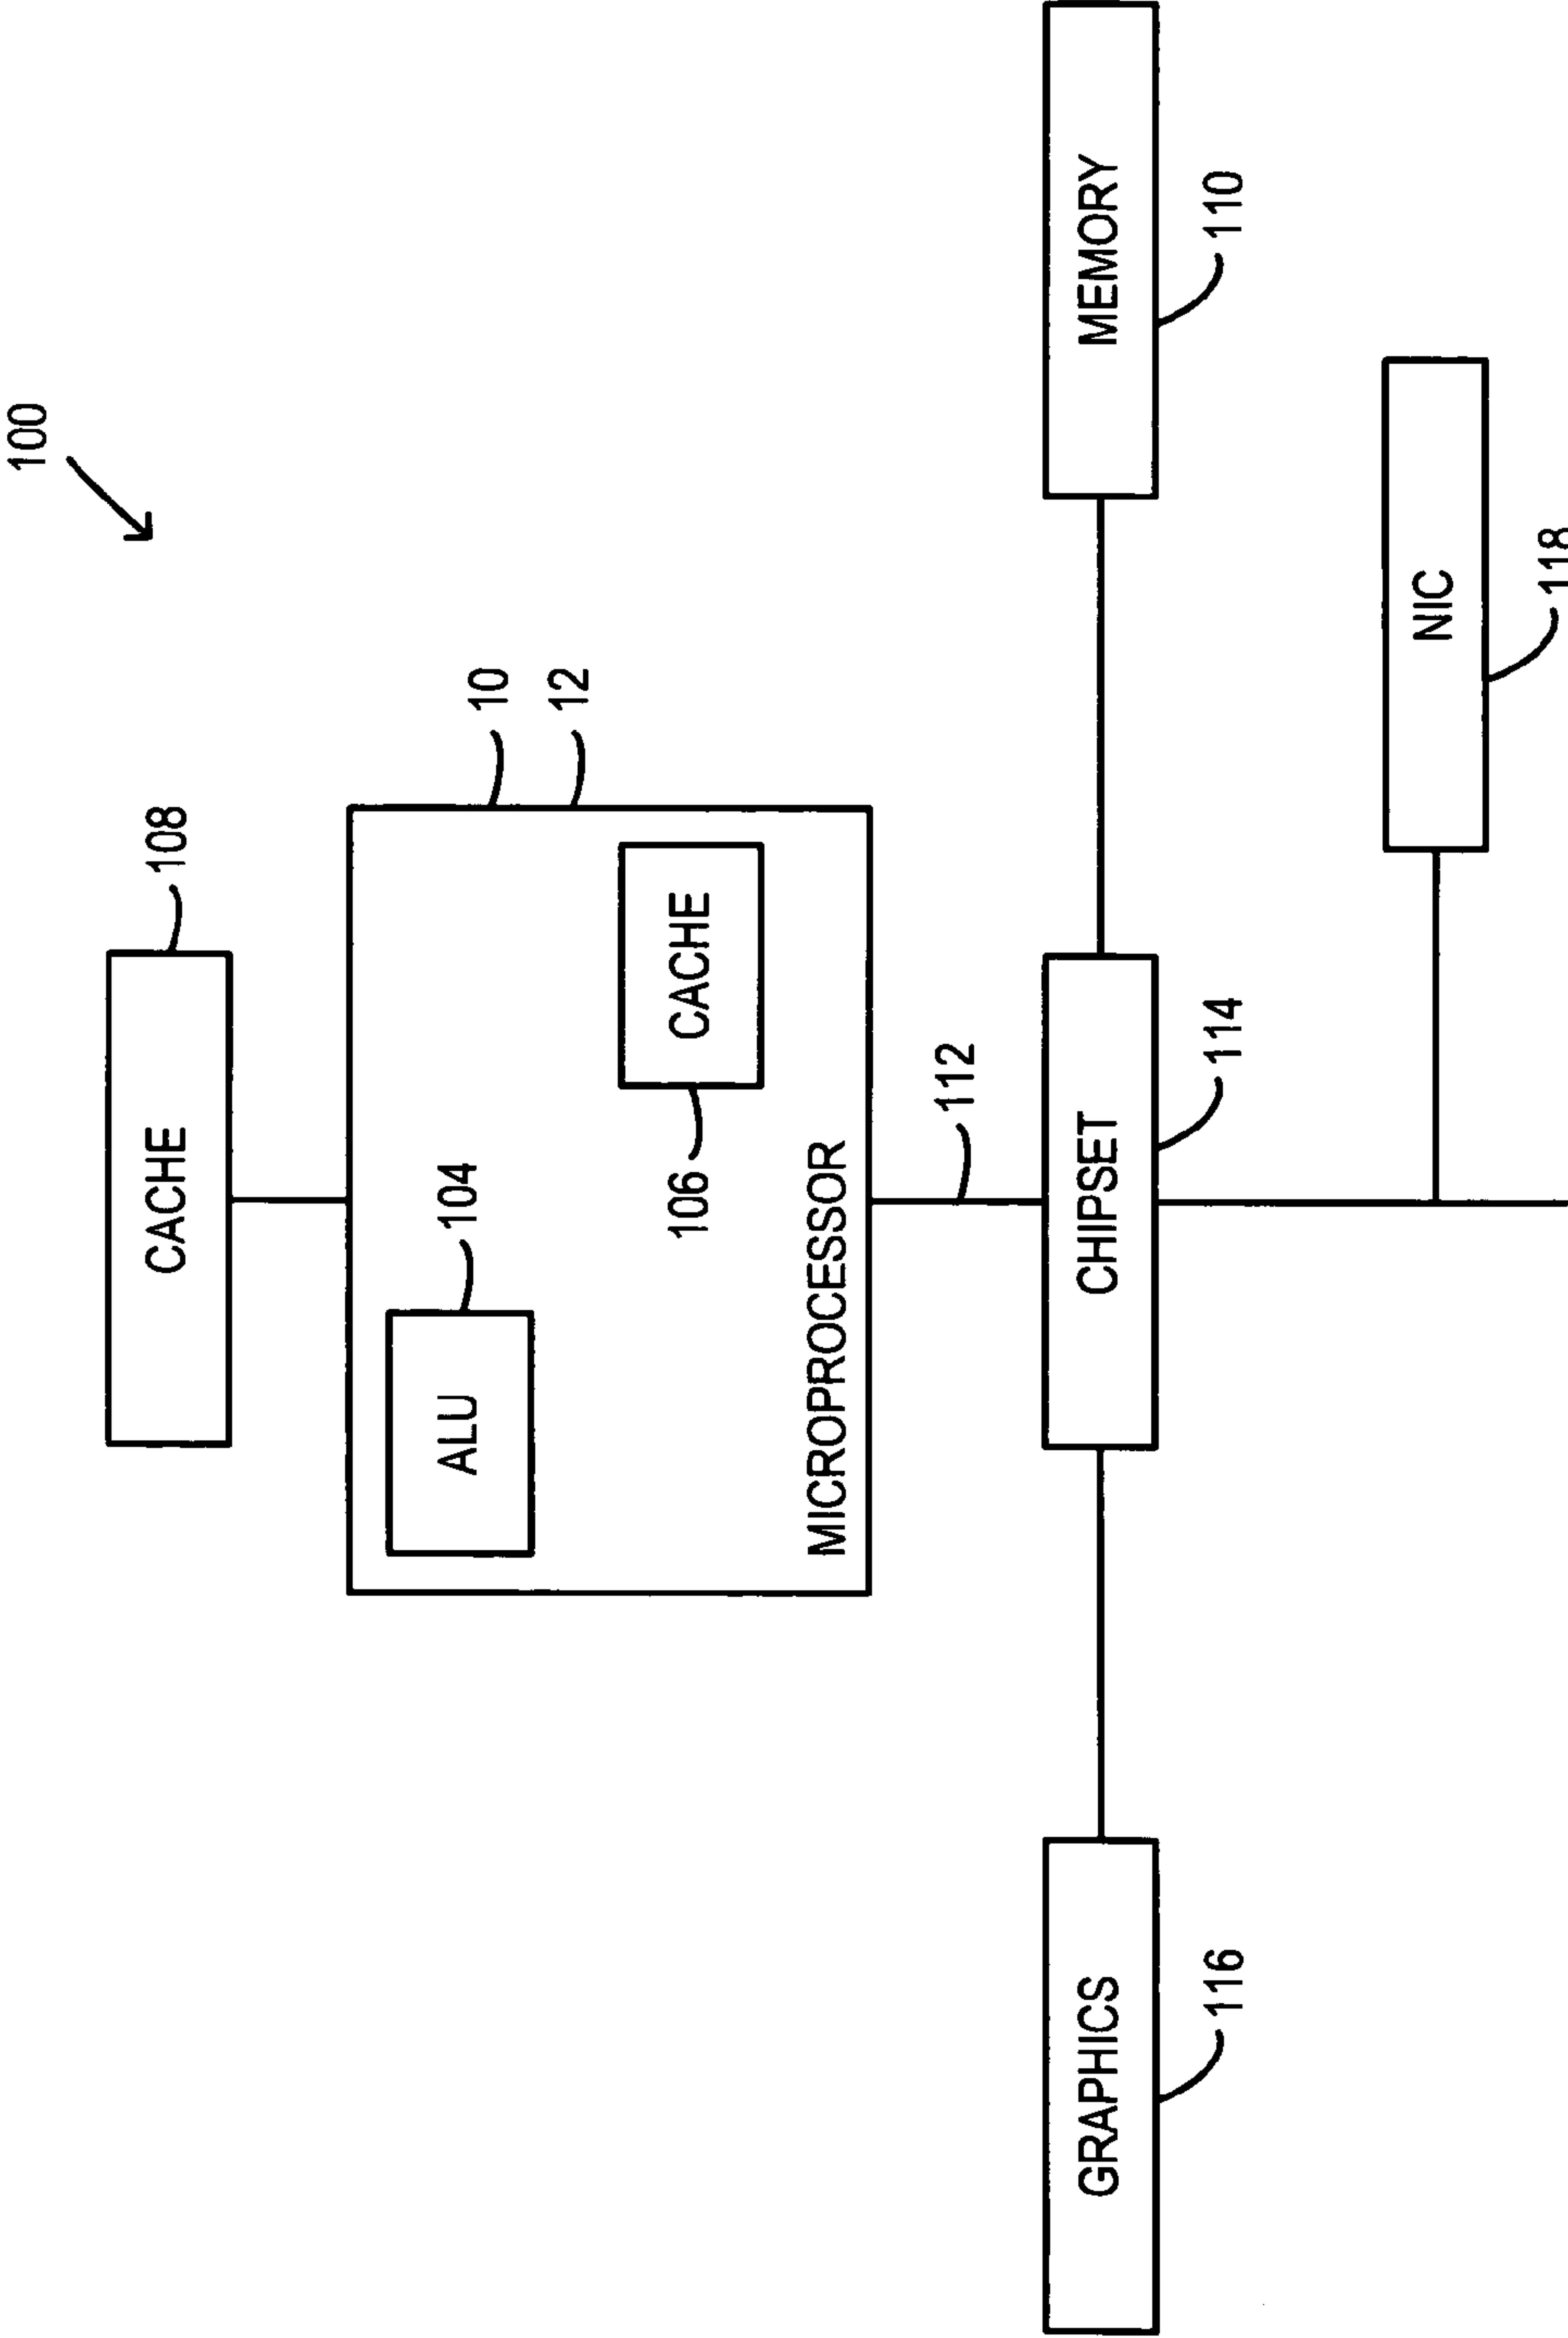 100
CACHE
108
ALU
104
10
12
CACHE
106
MICROPROCESSOR
112
GRAPHICS
116
CHIPSET
114
MEMORY
110
NIC
118